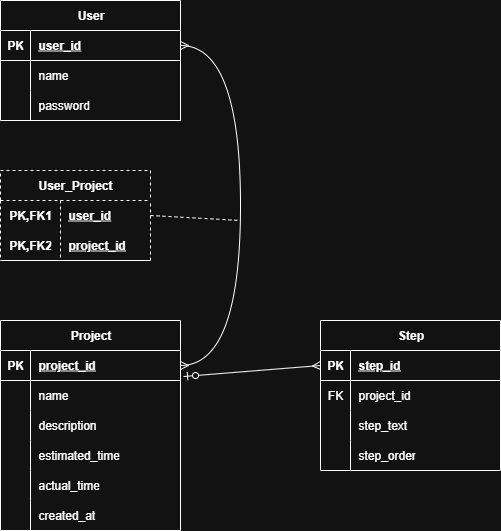 User
PK user_id
name
password
User_Project
PK,FK1 user_id
PK,FK2 project_id
Project
PK project_id
name
description
estimated_time
actual_time
created_at
Step
PK step_id
FK project_id
step_text
step_order